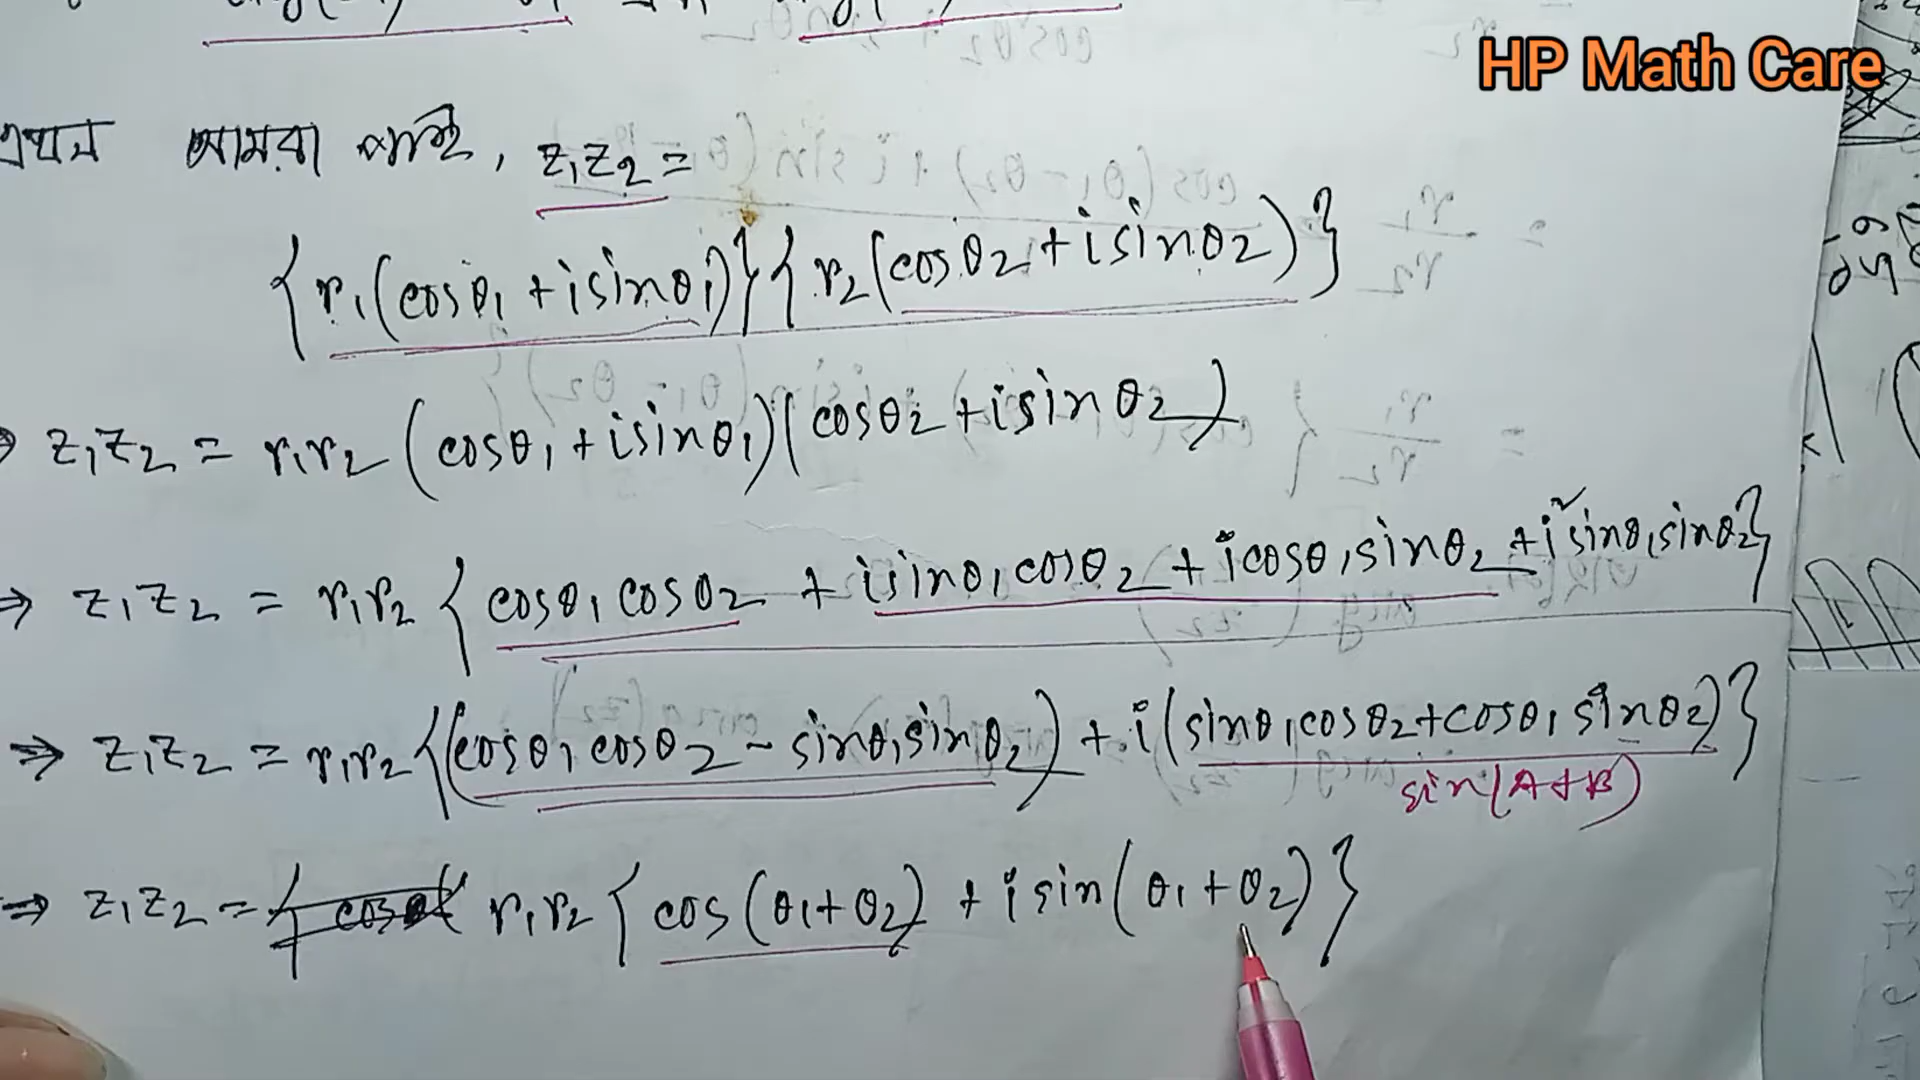 HP Math Care
এখন আমরা পাই, z₁z₂ =
{r₁(cosθ₁ + isinθ₁)}{r₂(cosθ₂ + isinθ₂)}
⇒ z₁z₂ = r₁r₂ (cosθ₁ + isinθ₁)(cosθ₂ + isinθ₂)
⇒ z₁z₂ = r₁r₂ {cosθ₁cosθ₂ + isinθ₁cosθ₂ + icosθ₁sinθ₂ + i²sinθ₁sinθ₂}
⇒ z₁z₂ = r₁r₂{(cosθ₁cosθ₂ - sinθ₁sinθ₂) + i(sinθ₁cosθ₂+cosθ₁sinθ₂)}
sin(A+B)
⇒ z₁z₂ = r₁r₂ {cos(θ₁+θ₂) + isin(θ₁+θ₂)}